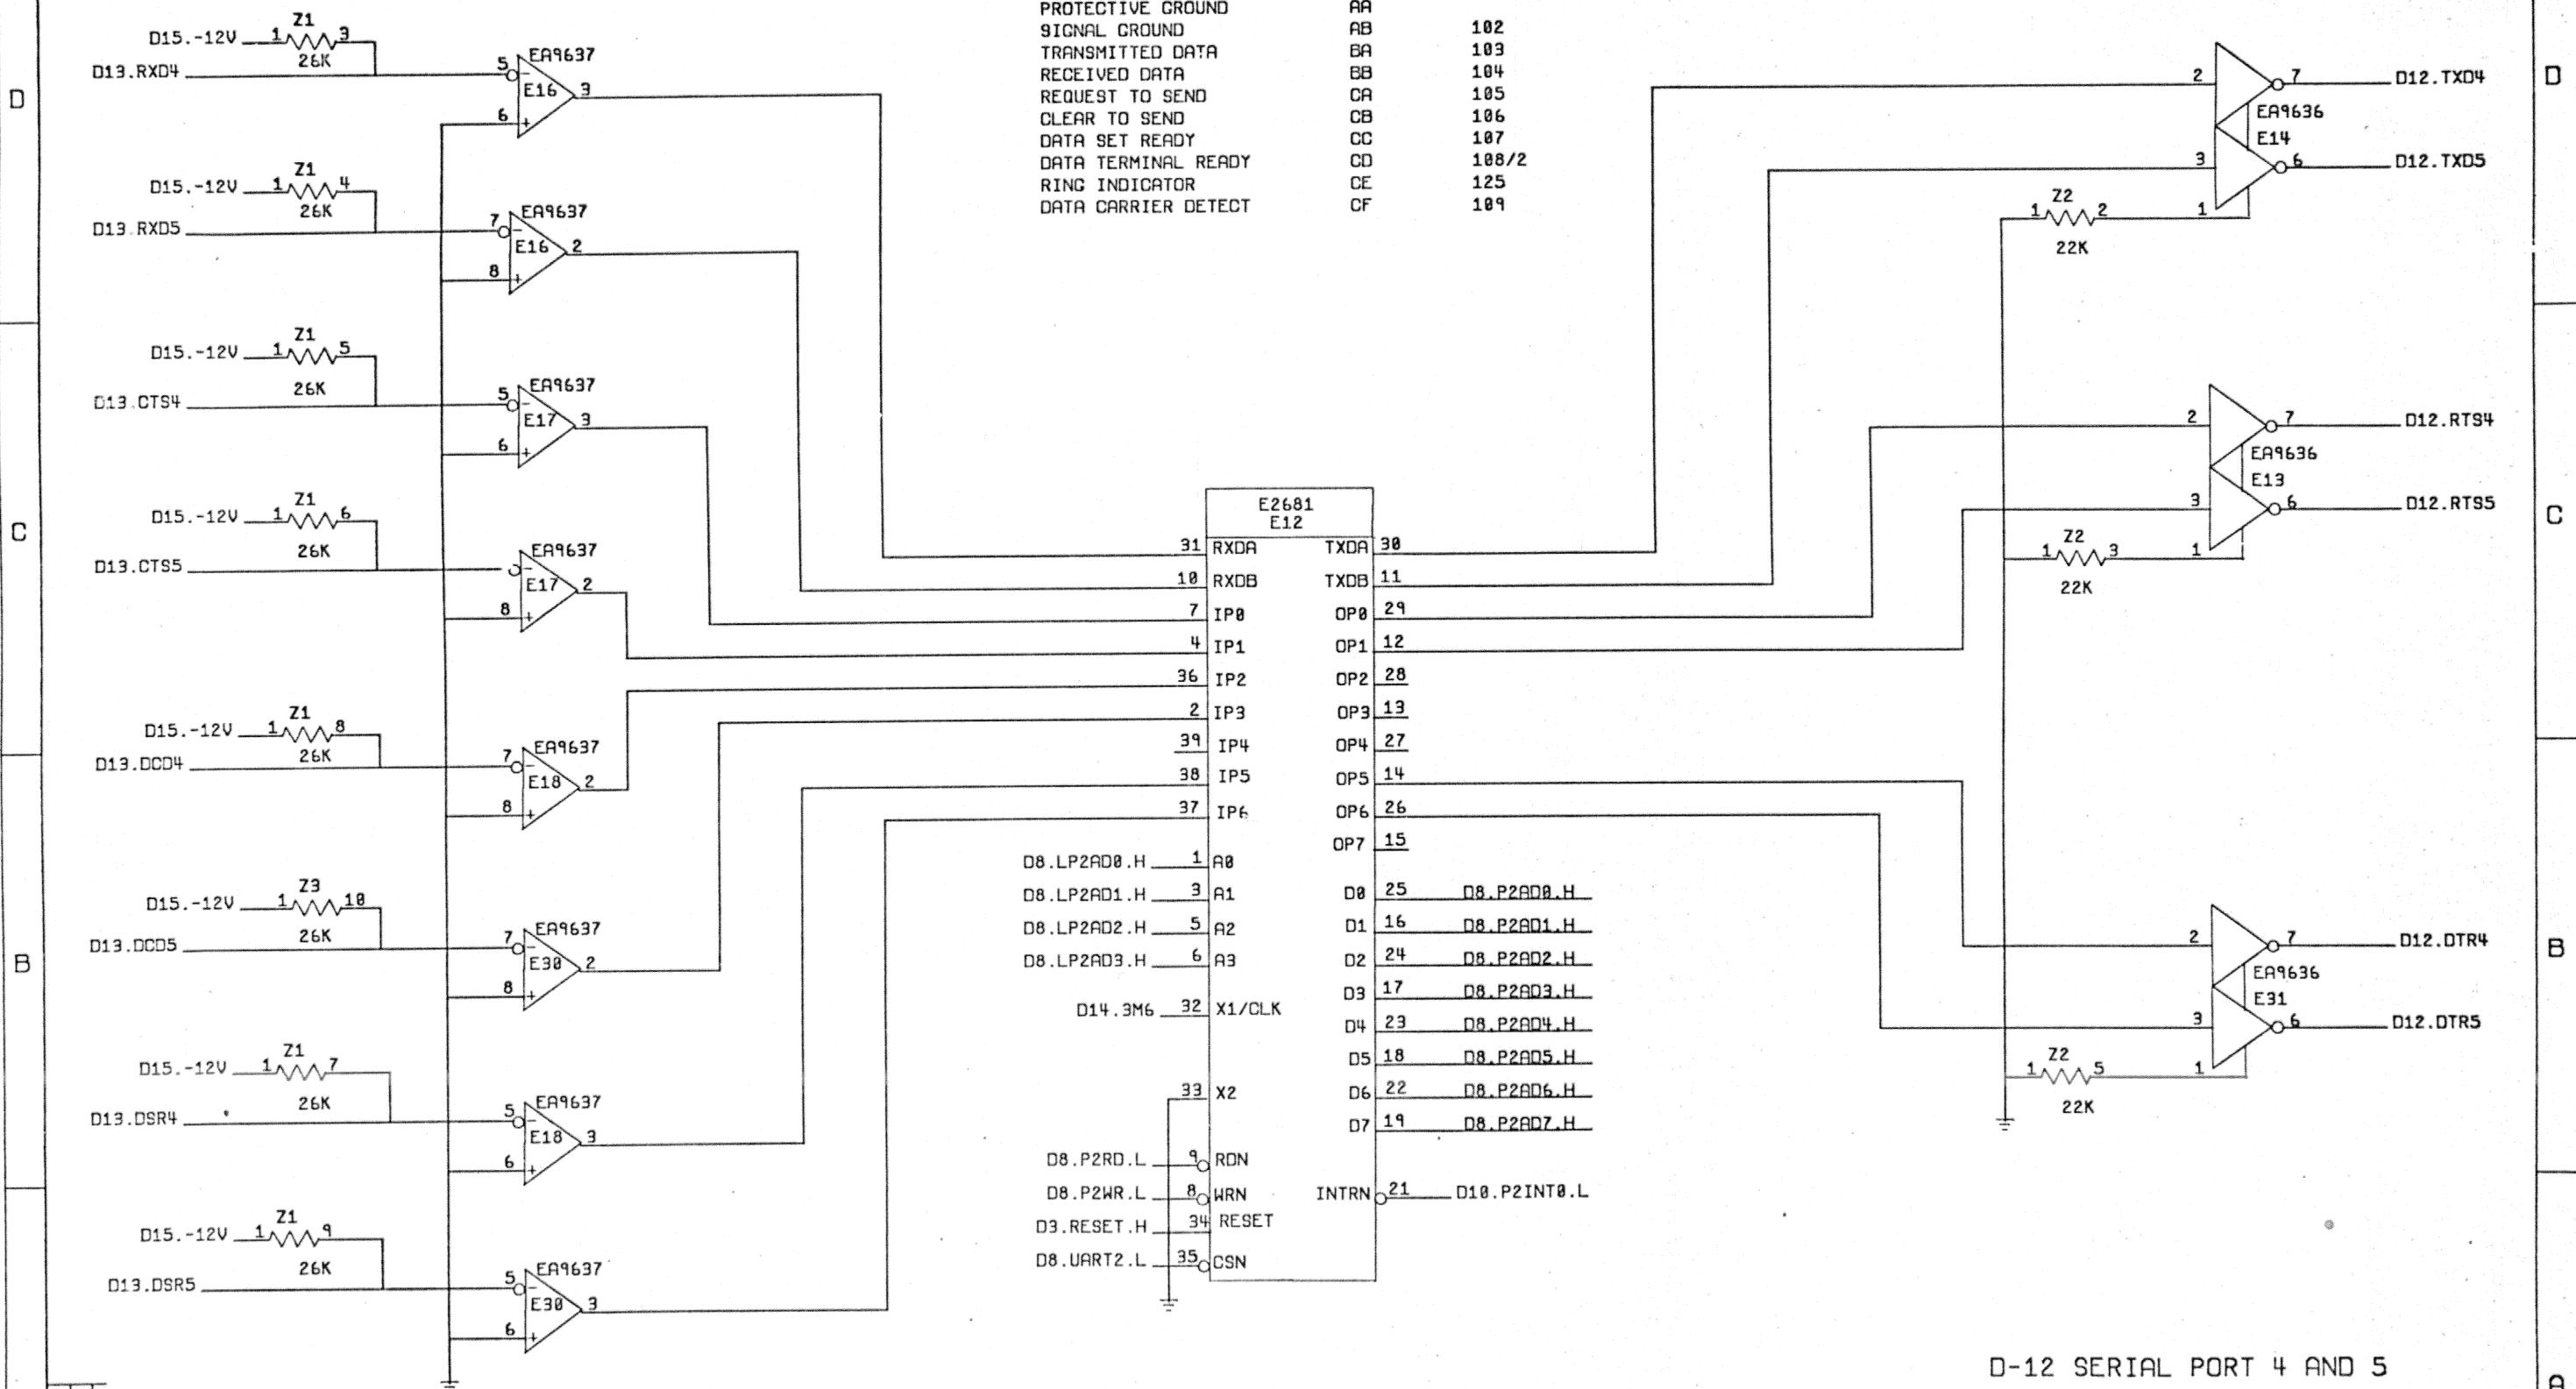 PROTECTIVE GROUND AA
SIGNAL GROUND AB 102
TRANSMITTED DATA BA 103
RECEIVED DATA BB 104
REQUEST TO SEND CA 105
CLEAR TO SEND CB 106
DATA SET READY CC 107
DATA TERMINAL READY CD 108/2
RING INDICATOR CE 125
DATA CARRIER DETECT CF 109
D
C
B
Z1
D15.-12V 1 3
26K
D13.RXD4
5 EA9637
- E16 3
6 +
Z1
D15.-12V 1 4
26K
D13.RXD5
7 EA9637
- E16 2
8 +
Z1
D15.-12V 1 5
26K
D13.CTS4
5 EA9637
- E17 3
6 +
Z1
D15.-12V 1 6
26K
D13.CTS5
EA9637
- E17 2
8 +
Z1
D15.-12V 1 8
26K
D13.DCD4
7 EA9637
- E18 2
8 +
Z3
D15.-12V 1 10
26K
D13.DCD5
7 EA9637
- E30 2
8 +
Z1
D15.-12V 1 7
26K
D13.DSR4
5 EA9637
- E18 3
6 +
Z1
D15.-12V 1 9
26K
D13.DSR5
5 EA9637
- E30 3
6 +
E2681
E12
31 RXDA TXDA 30
10 RXDB TXDB 11
7 IP0 OP0 29
4 IP1 OP1 12
36 IP2 OP2 28
2 IP3 OP3 13
39 IP4 OP4 27
38 IP5 OP5 14
37 IP6 OP6 26
OP7 15
D8.LP2AD0.H 1 A0
D8.LP2AD1.H 3 A1
D8.LP2AD2.H 5 A2
D8.LP2AD3.H 6 A3
D14.3M6 32 X1/CLK
33 X2
D8.P2RD.L 9 RDN
D8.P2WR.L 8 WRN
D3.RESET.H 34 RESET
D8.UART2.L 35 CSN
D0 25 D8.P2AD0.H
D1 16 D8.P2AD1.H
D2 24 D8.P2AD2.H
D3 17 D8.P2AD3.H
D4 23 D8.P2AD4.H
D5 18 D8.P2AD5.H
D6 22 D8.P2AD6.H
D7 19 D8.P2AD7.H
INTRN 21 D10.P2INT0.L
2 7 D12.TXD4
EA9636
E14
3 6 D12.TXD5
Z2
1 2 1
22K
2 7 D12.RTS4
EA9636
E13
3 6 D12.RTS5
Z2
1 3 1
22K
2 7 D12.DTR4
EA9636
E31
3 6 D12.DTR5
Z2
1 5 1
22K
D
C
B
D-12 SERIAL PORT 4 AND 5